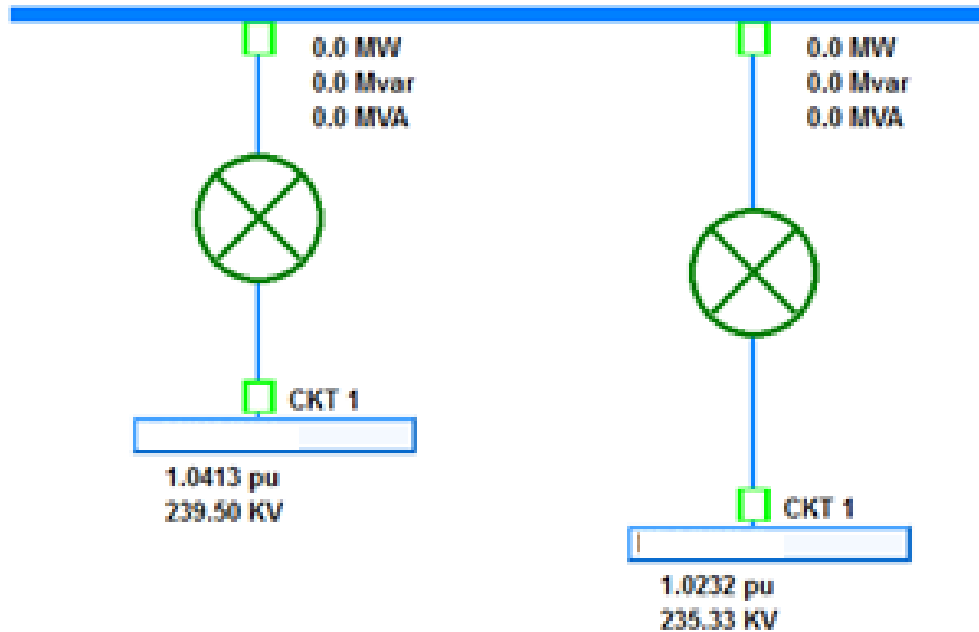 0.0 MW
0.0 Mvar
0.0 MVA
CKT 1
1.0413 pu
239.50 KV
0.0 MW
0.0 Mvar
0.0 MVA
CKT 1
1.0232 pu
235.33 KV